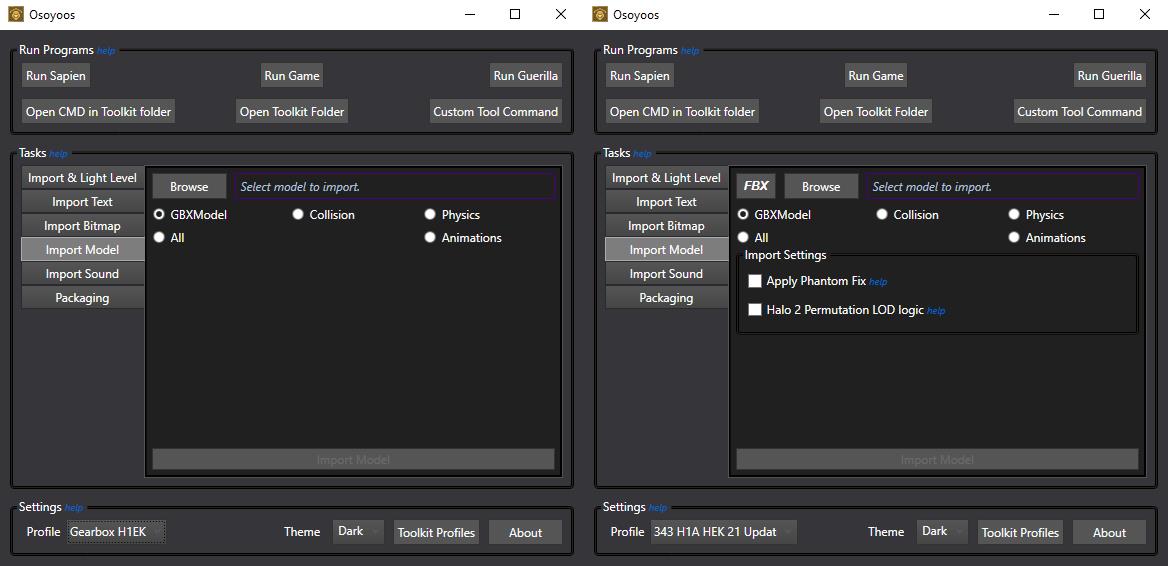 Osoyoos
Run Programs help
Run Sapien Run Game Run Guerilla
Open CMD in Toolkit folder Open Toolkit Folder Custom Tool Command
Tasks help
Import & Light Level
Import Text
Import Bitmap
Import Model
Import Sound
Packaging
Browse Select model to import.
GBXModel Collision Physics
All Animations
Import Model
Settings help
Profile Gearbox H1EK Theme Dark Toolkit Profiles About
Osoyoos
Run Programs help
Run Sapien Run Game Run Guerilla
Open CMD in Toolkit folder Open Toolkit Folder Custom Tool Command
Tasks help
Import & Light Level
Import Text
Import Bitmap
Import Model
Import Sound
Packaging
FBX Browse Select model to import.
GBXModel Collision Physics
All Animations
Import Settings
Apply Phantom Fix help
Halo 2 Permutation LOD logic help
Import Model
Settings help
Profile 343 H1A HEK 21 Updat Theme Dark Toolkit Profiles About